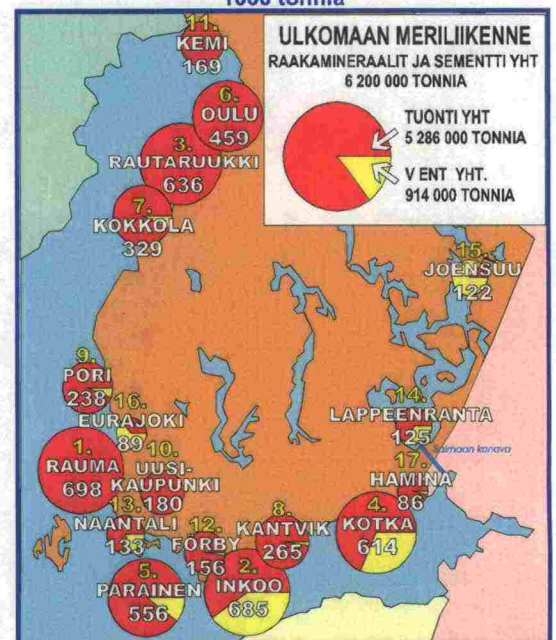 1000 tonnia
ULKOMAAN MERILIIKENNE
RAAKAMINERAALIT JA SEMENTTI YHT
6 200 000 TONNIA
TUONTI YHT
5 286 000 TONNIA
V ENT YHT.
914 000 TONNIA
11.
KEMI
169
6.
OULU
459
3.
RAUTARUUKKI
636
7.
KOKKOLA
329
15.
JOENSUU
122
9.
PORI
238
16.
EURAJOKI
89
14.
LAPPEENRANTA
125
Saimaan kanava
1.
RAUMA
698
10.
UUSI-
KAUPUNKI
180
17.
HAMINA
86
13.
NAANTALI
133
12.
FÖRBY
156
8.
KANTVIK
265
4.
KOTKA
614
5.
PARAINEN
556
2.
INKOO
685